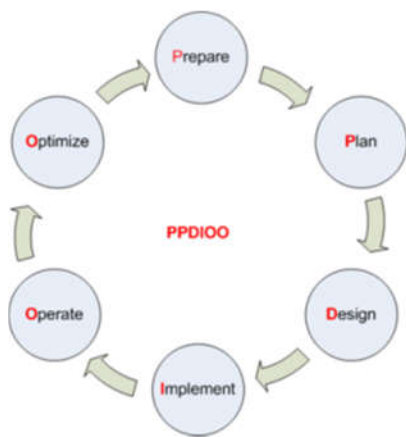 Prepare
Plan
Design
Implement
Operate
Optimize
PPDIOO